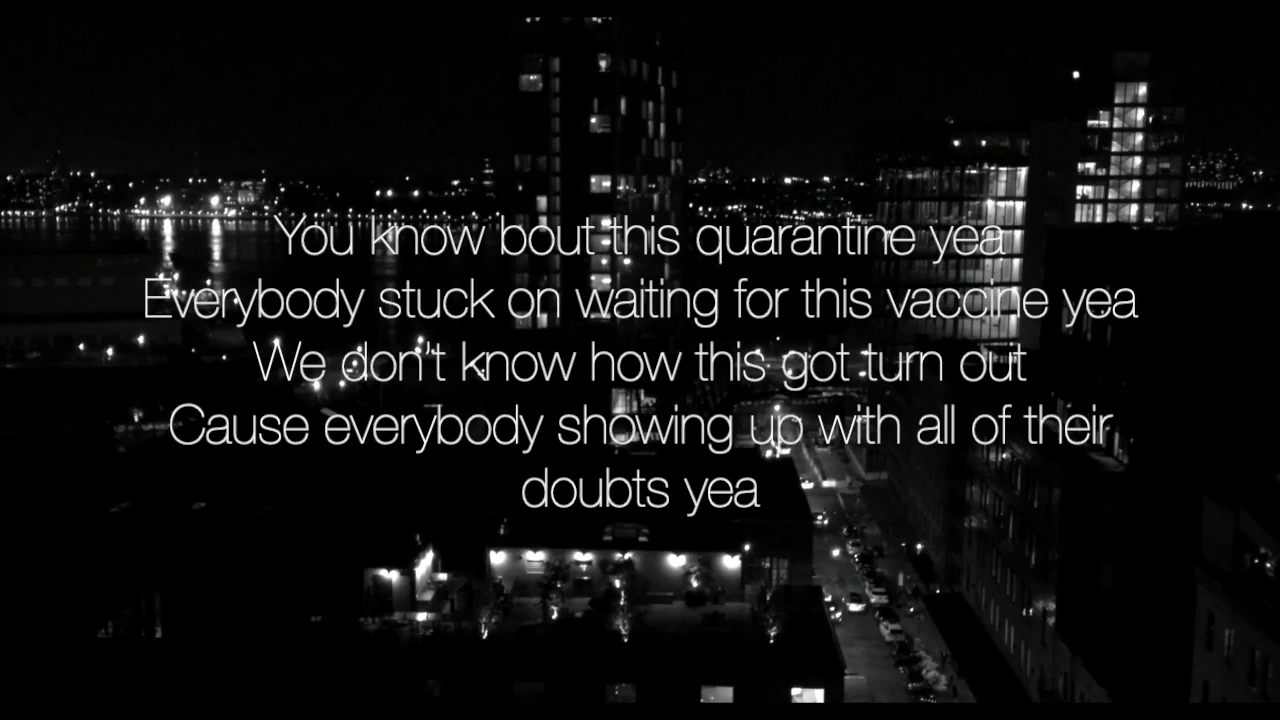 You know bout this quarantine yea
Everybody stuck on waiting for this vaccine yea
We don't know how this got turn out
Cause everybody showing up with all of their
doubts yea